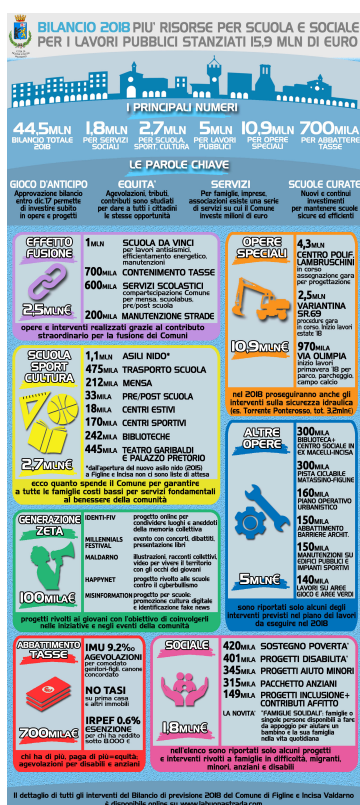 BILANCIO 2018 PIU' RISORSE PER SCUOLA E SOCIALE
PER I LAVORI PUBBLICI STANZIATI 15,9 MLN DI EURO
I PRINCIPALI NUMERI
44,5MLN
BILANCIO TOTALE
2018
1,8MLN
PER SERVIZI
SOCIALI
2,7MLN
PER SCUOLA
SPORT, CULTURA
5MLN
PER LAVORI
PUBBLICI
10,9MLN
PER OPERE
SPECIALI
700MILA
PER ABBATTERE
TASSE
LE PAROLE CHIAVE
GIOCO D'ANTICIPO
Approvazione bilancio
entro dic.17 permette
di investire subito
in opere e progetti
EQUITA'
Agevolazioni, tributi,
contributi sono studiati
per dare a tutti i cittadini
le stesse opportunità
SERVIZI
Per famiglie, imprese,
associazioni esiste una serie
di servizi su cui il Comune
investe milioni di euro
SCUOLE CURATE
Nuovi e continui
investimenti
per mantenere scuole
sicure ed efficienti
EFFETTO
FUSIONE
2,5MLN€
1MLN SCUOLA DA VINCI
per lavori antisismici,
efficientamento energetico,
manutenzioni
700MILA CONTENIMENTO TASSE
600MILA SERVIZI SCOLASTICI
compartecipazione Comune
per mensa, scuolabus,
pre/post scuola
200MILA MANUTENZIONE STRADE
opere e interventi realizzati grazie al contributo
straordinario per la fusione dei Comuni
OPERE
SPECIALI
10,9MLN€
4,3MLN
CENTRO POLIF.
LAMBRUSCHINI
in corso
assegnazione gara
per progettazione
2,5MLN
VARIANTINA
SR.69
procedure gara
in corso. Inizio lavori
estate 18
970MILA
VIA OLIMPIA
inizio lavori
primavera 18 per
parco, parcheggio,
campo calcio
nel 2018 proseguiranno anche gli
interventi sulla sicurezza idraulica
(es. Torrente Ponterosso, tot. 3,2mln€)
SCUOLA
SPORT
CULTURA
2,7MLN€
1,1MLN ASILI NIDO*
475MILA TRASPORTO SCUOLA
212MILA MENSA
33MILA PRE/POST SCUOLA
18MILA CENTRI ESTIVI
170MILA CENTRI SPORTIVI
242MILA BIBLIOTECHE
445MILA TEATRO GARIBALDI
E PALAZZO PRETORIO
*dall'apertura del nuovo asilo nido (2015)
a Figline e Incisa non ci sono liste di attesa
ecco quanto spende il Comune per garantire
a tutte le famiglie costi bassi per servizi fondamentali
al benessere della comunità
ALTRE
OPERE
5MLN€
300MILA
BIBLIOTECA+
CENTRO SOCIALE IN
EX MACELLI-INCISA
300MILA
PISTA CICLABILE
MATASSINO-FIGLINE
160MILA
PIANO OPERATIVO
URBANISTICO
150MILA
ABBATTIMENTO
BARRIERE ARCHIT.
150MILA
MANUTENZIONI SU
EDIFICI PUBBLICI E
IMPIANTI SPORTIVI
140MILA
LAVORI SU AREE
GIOCO E AREE VERDI
sono riportati solo alcuni degli
interventi previsti nel piano dei lavori
da eseguire nel 2018
GENERAZIONE
ZETA
100MILA€
IDENTI-FIV progetto online per
condividere luoghi e aneddoti
della memoria collettiva
MILLENNIALS
FESTIVAL
evento con concerti, dibattiti,
presentazione libri
MALDARNO illustrazioni, racconti collettivi,
video per vivere il territorio
con gli occhi dei giovani
HAPPYNET progetto rivolto alle scuole
contro il cyberbullismo
MISINFORMATION progetto per scuole:
promozione cultura digitale
e identificazione fake news
progetti rivolti ai giovani con l'obiettivo di coinvolgerli
nelle iniziative e negli eventi della comunità
ABBATTIMENTO
TASSE
700MILA€
IMU 9.2‰
AGEVOLAZIONI
per comodato
genitori-figli, canone
concordato
NO TASI
su prima casa
e altri immobili
IRPEF 0.6%
ESENZIONE
per chi ha reddito
sotto 8.000 €
chi ha di più, paga di più=equità;
agevolazioni per disabili e anziani
SOCIALE
1,8MLN€
420MILA SOSTEGNO POVERTA'
401MILA PROGETTI DISABILITA'
345MILA PROGETTI AIUTO MINORI
315MILA PACCHETTO ANZIANI
149MILA PROGETTI INCLUSIONE+
CONTRIBUTI AFFITTO
LA NOVITA' "FAMIGLIE SOLIDALI": famiglie o
singole persone disponibili a fare
da appoggio per aiutare un
bambino e la sua famiglia
nella vita quotidiana
nell'elenco sono riportati solo alcuni progetti
e interventi rivolti a famiglie in difficoltà, migranti,
minori, anziani e disabili
Il dettaglio di tutti gli interventi del Bilancio di previsione 2018 del Comune di Figline e Incisa Valdarno
è disponibile online su www.labuonastrada.com